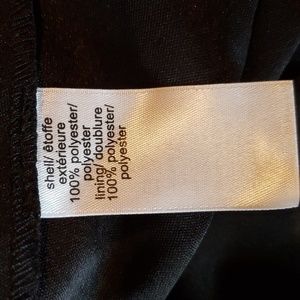 shell/ étoffe
extérieure
100% polyester/
polyester
lining/ doublure
100% polyester/
polyester